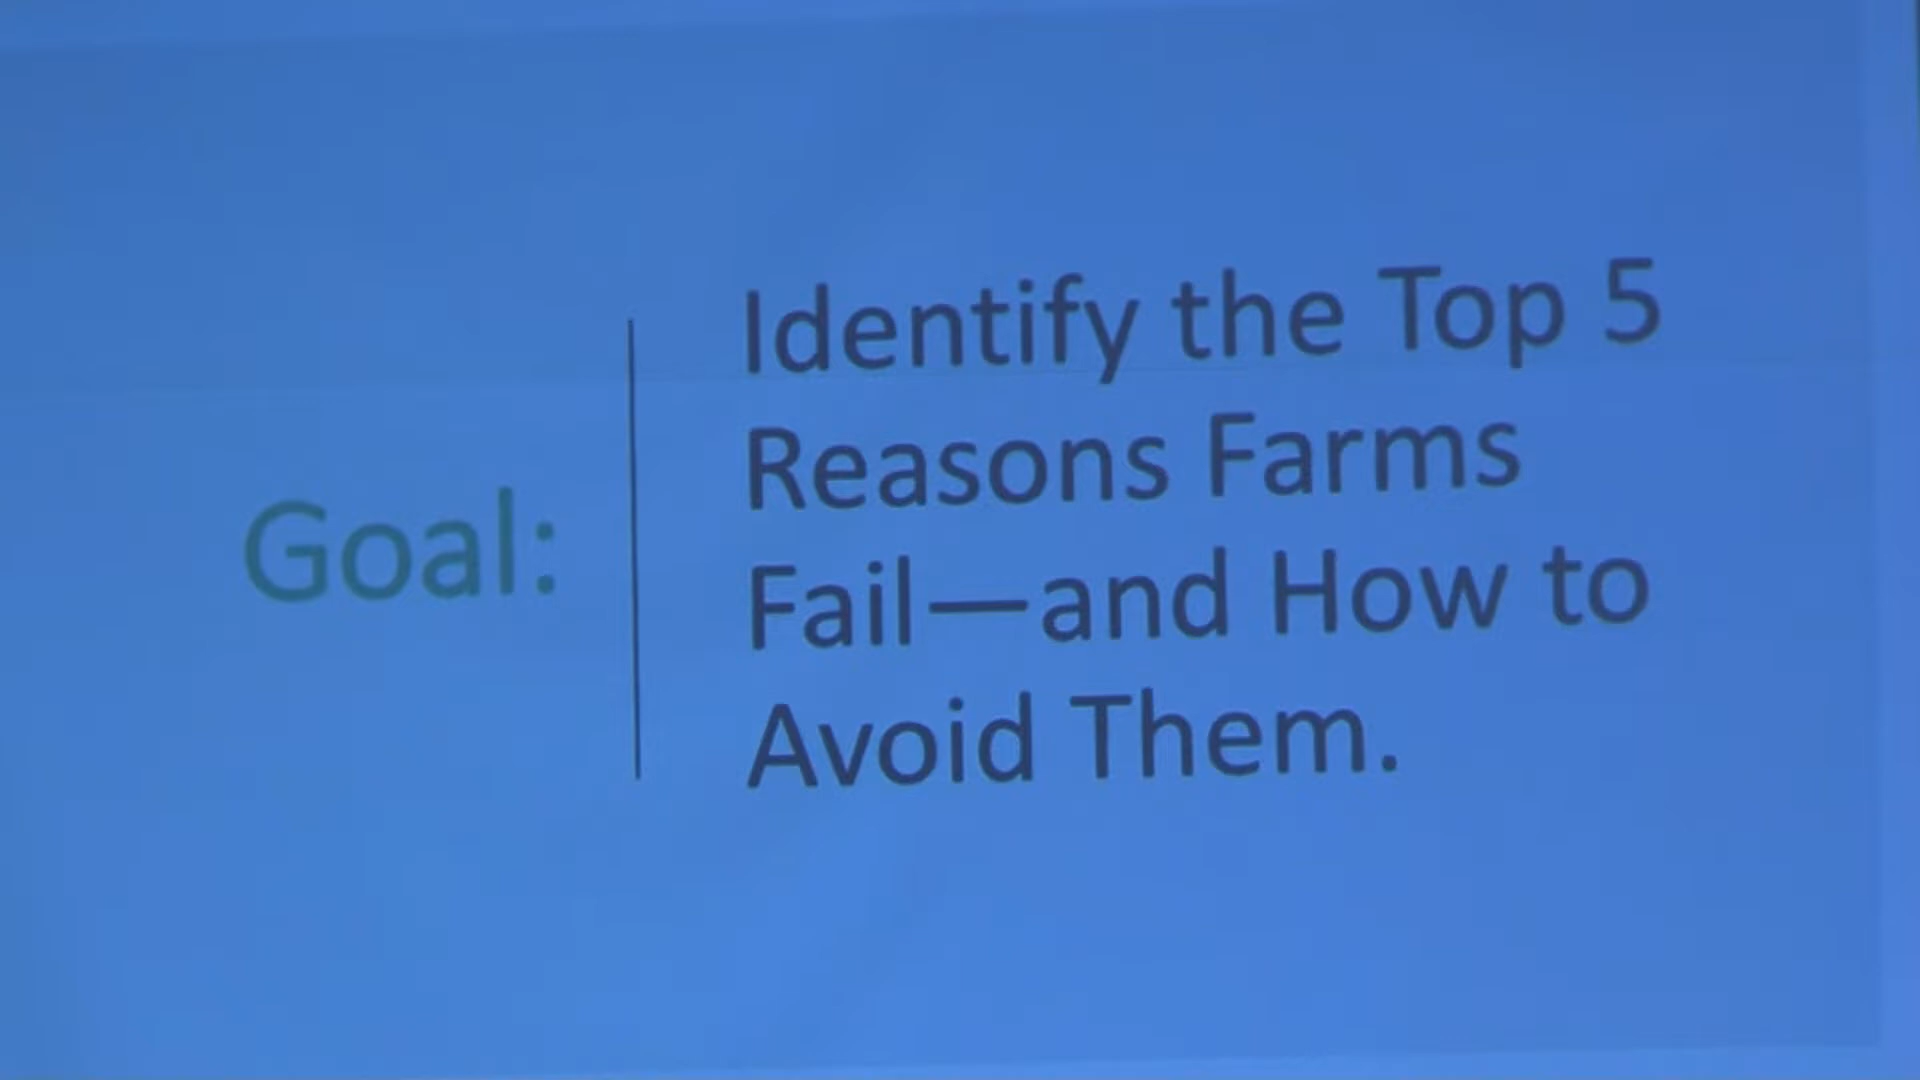 Goal:
Identify the Top 5
Reasons Farms
Fail—and How to
Avoid Them.